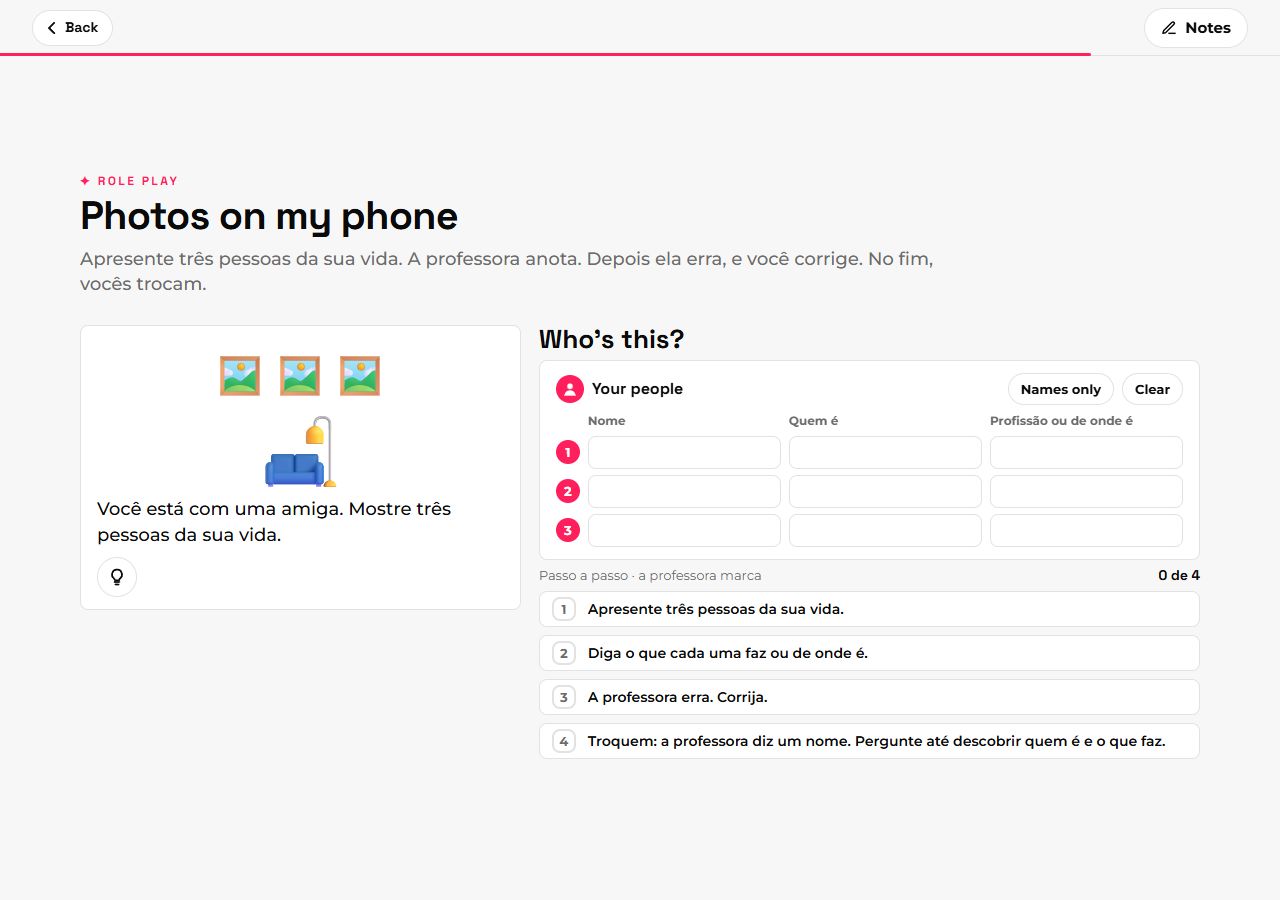 Back
Notes
ROLE PLAY
Photos on my phone
Apresente três pessoas da sua vida. A professora anota. Depois ela erra, e você corrige. No fim,
vocês trocam.
Você está com uma amiga. Mostre três
pessoas da sua vida.
Who's this?
Your people
Names only
Clear
Nome
Quem é
Profissão ou de onde é
1
2
3
Passo a passo · a professora marca
0 de 4
1 Apresente três pessoas da sua vida.
2 Diga o que cada uma faz ou de onde é.
3 A professora erra. Corrija.
4 Troquem: a professora diz um nome. Pergunte até descobrir quem é e o que faz.